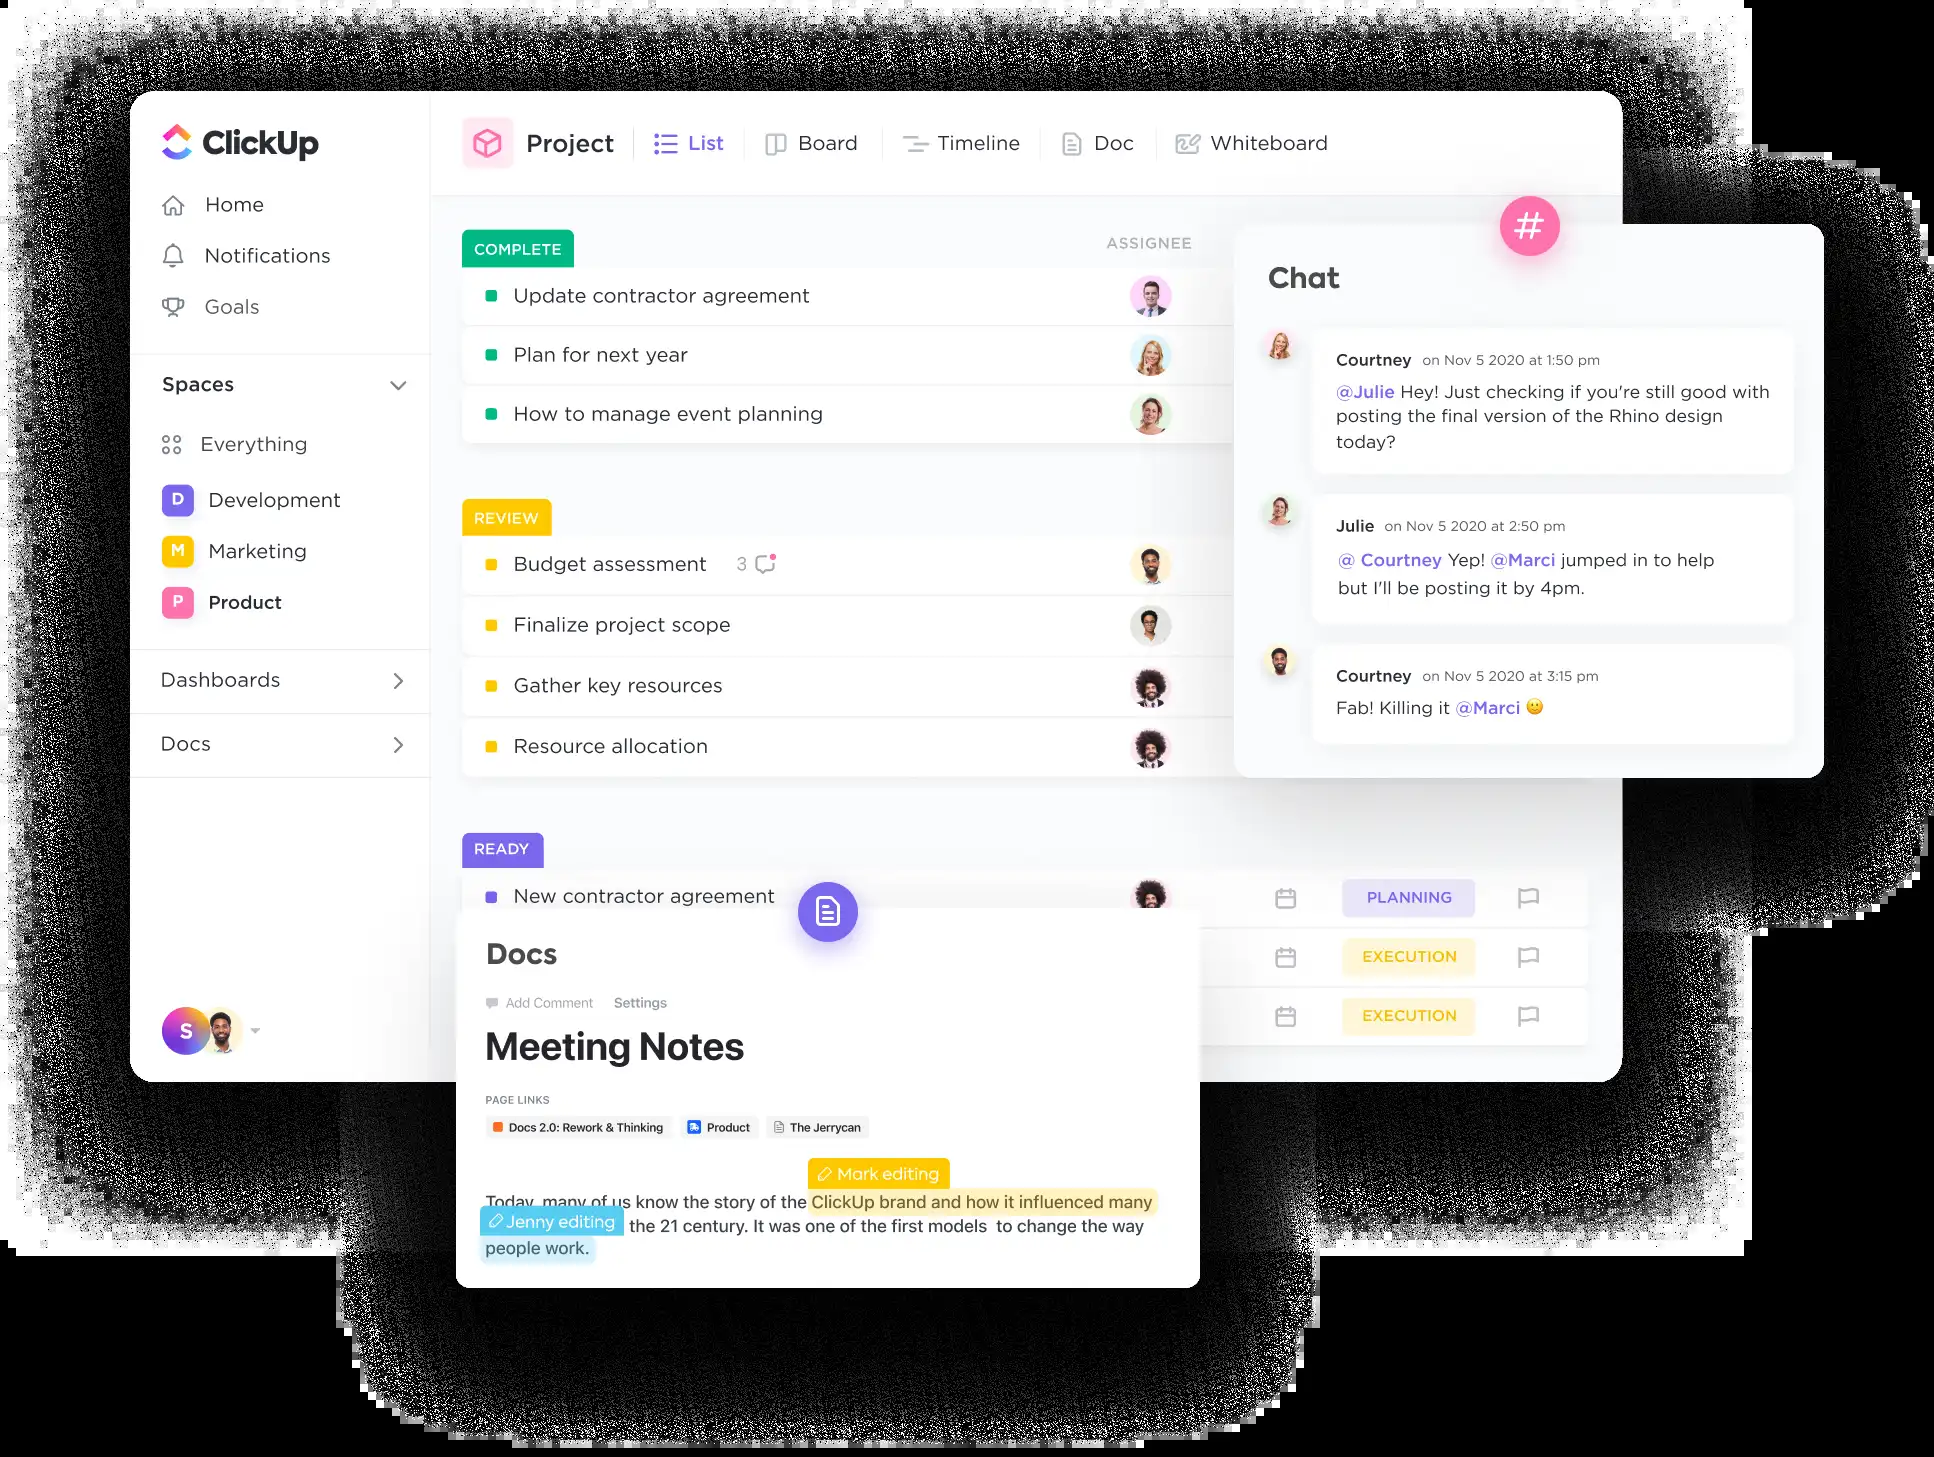 ClickUp
Home
Notifications
Goals
Spaces
Everything
D Development
M Marketing
P Product
Dashboards
Docs
S
Project
List
Board
Timeline
Doc
Whiteboard
COMPLETE
ASSIGNEE
Update contractor agreement
Plan for next year
How to manage event planning
REVIEW
Budget assessment 3
Finalize project scope
Gather key resources
Resource allocation
READY
New contractor agreement
PLANNING
EXECUTION
EXECUTION
#
Chat
Courtney on Nov 5 2020 at 1:50 pm
@Julie Hey! Just checking if you're still good with
posting the final version of the Rhino design
today?
Julie on Nov 5 2020 at 2:50 pm
@ Courtney Yep! @Marci jumped in to help
but I'll be posting it by 4pm.
Courtney on Nov 5 2020 at 3:15 pm
Fab! Killing it @Marci 🙂
Docs
Add Comment Settings
Meeting Notes
PAGE LINKS
Docs 2.0: Rework & Thinking
Product
The Jerrycan
Mark editing
Today, many of us know the story of the ClickUp brand and how it influenced many
Jenny editing
the 21 century. It was one of the first models to change the way
people work.